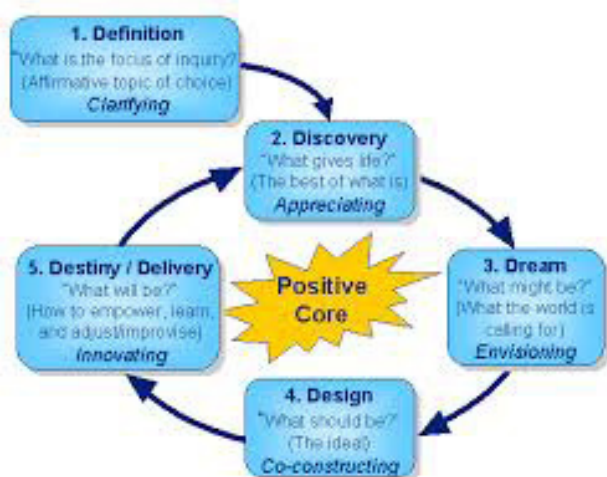 1. Definition
"What is the focus of inquiry?
(Affirmative topic of choice)
Clarifying
2. Discovery
"What gives life?"
(The best of what is)
Appreciating
3. Dream
"What might be?"
(What the world is
calling for)
Envisioning
4. Design
"What should be?"
(The ideal)
Co-constructing
5. Destiny / Delivery
"What will be?"
(How to empower, learn,
and adjust/improvise)
Innovating
Positive
Core